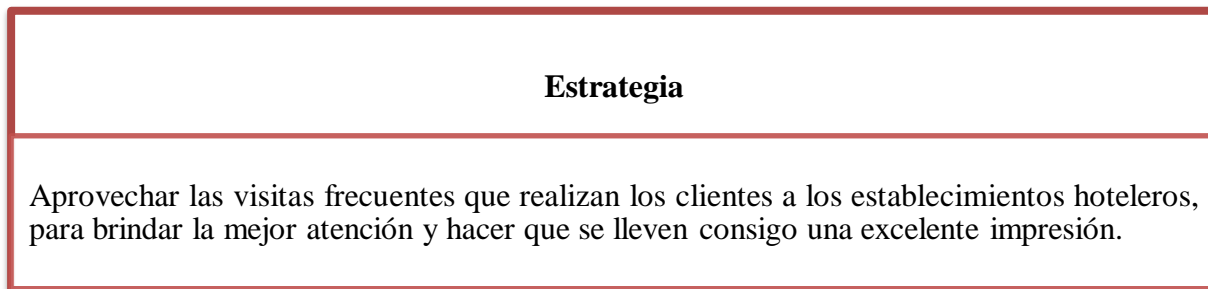 Estrategia
Aprovechar las visitas frecuentes que realizan los clientes a los establecimientos hoteleros,
para brindar la mejor atención y hacer que se lleven consigo una excelente impresión.